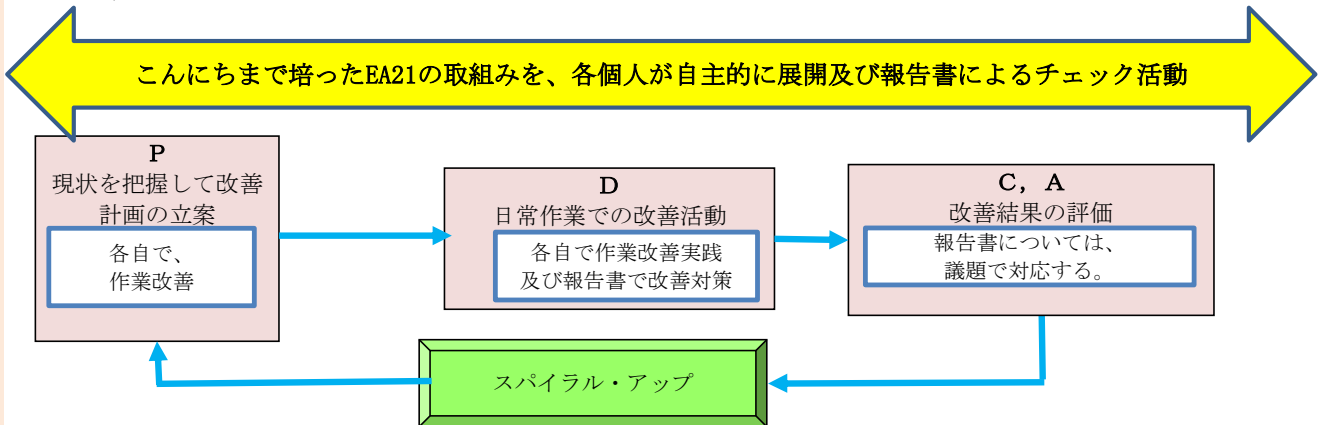 こんにちまで培ったEA21の取組みを、各個人が自主的に展開及び報告書によるチェック活動
P
現状を把握して改善
計画の立案
各自で、
作業改善
D
日常作業での改善活動
各自で作業改善実践
及び報告書で改善対策
C, A
改善結果の評価
報告書については、
議題で対応する。
スパイラル・アップ